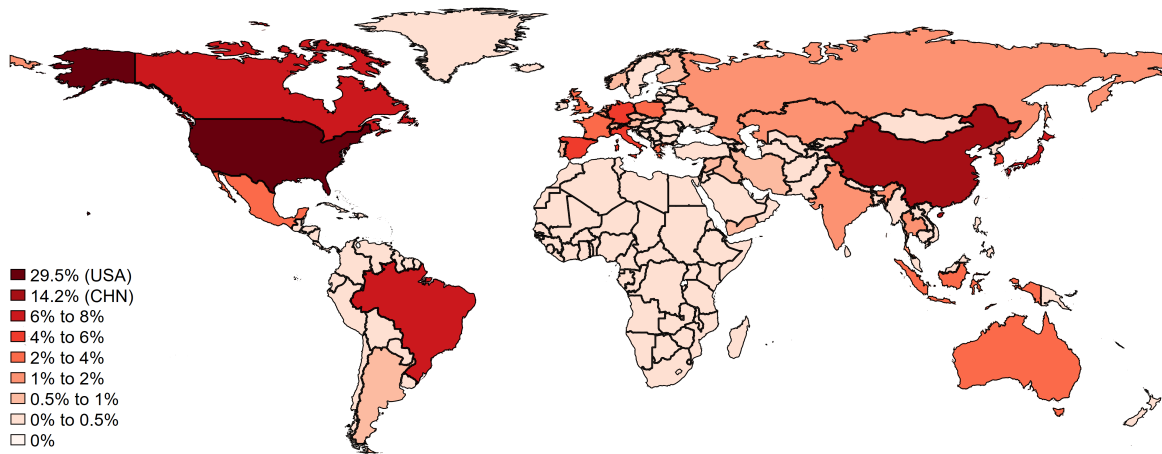 29.5% (USA)
14.2% (CHN)
6% to 8%
4% to 6%
2% to 4%
1% to 2%
0.5% to 1%
0% to 0.5%
0%